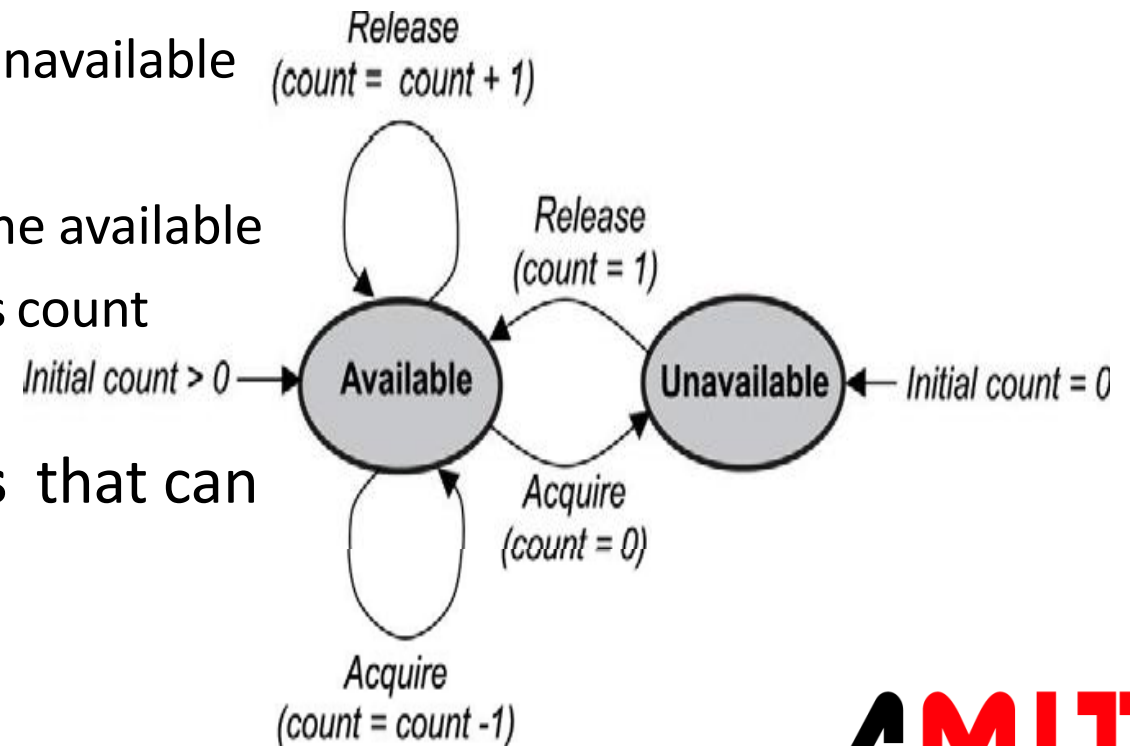 Release
navailable
(count = count + 1)
Release
ne available
(count = 1)
s count
Initial count > 0
Available
Unavailable
Initial count = 0
s that can
Acquire
(count = 0)
Acquire
(count = count -1)
AMIT